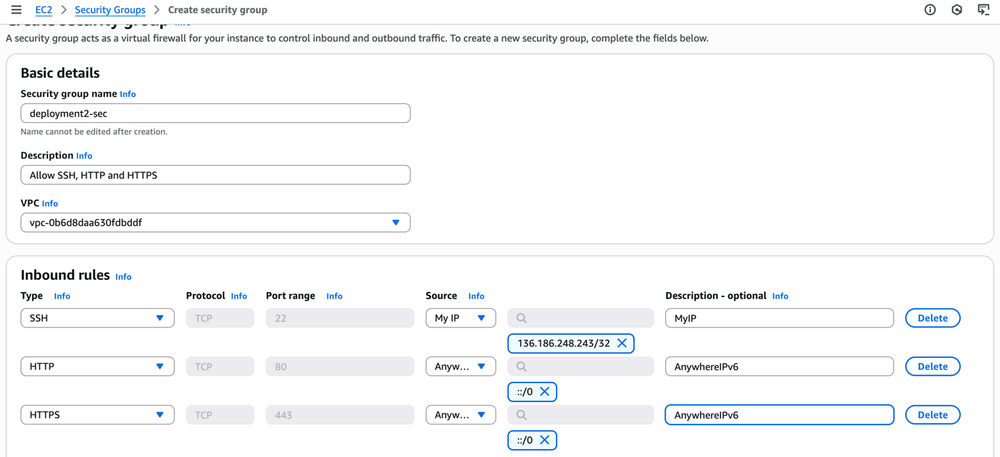 EC2 > Security Groups > Create security group
Create security group Info
A security group acts as a virtual firewall for your instance to control inbound and outbound traffic. To create a new security group, complete the fields below.
Basic details
Security group name Info
deployment2-sec
Name cannot be edited after creation.
Description Info
Allow SSH, HTTP and HTTPS
VPC Info
vpc-0b6d8daa630fdbddf
Inbound rules Info
Type Info Protocol Info Port range Info Source Info Description - optional Info
SSH TCP 22 My IP MyIP Delete
136.186.248.243/32
HTTP TCP 80 Anyw... AnywhereIPv6 Delete
::/0
HTTPS TCP 443 Anyw... AnywhereIPv6 Delete
::/0